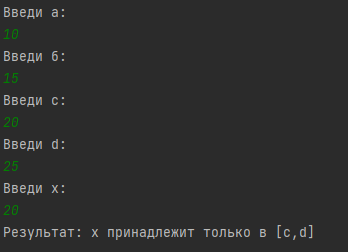 Введи а:
10
Введи б:
15
Введи с:
20
Введи d:
25
Введи х:
20
Результат: х принадлежит только в [c,d]